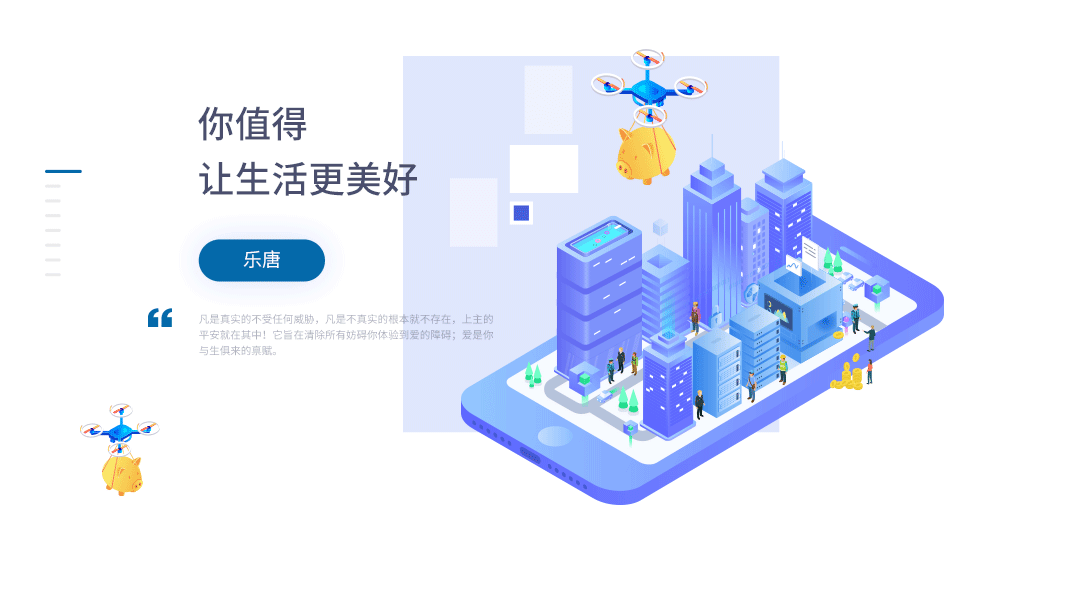 你值得
让生活更美好
乐唐
凡是真实的不受任何威胁，凡是不真实的根本就不存在，上主的
平安就在其中！它旨在清除所有妨碍你体验到爱的障碍；爱是你
与生俱来的禀赋。